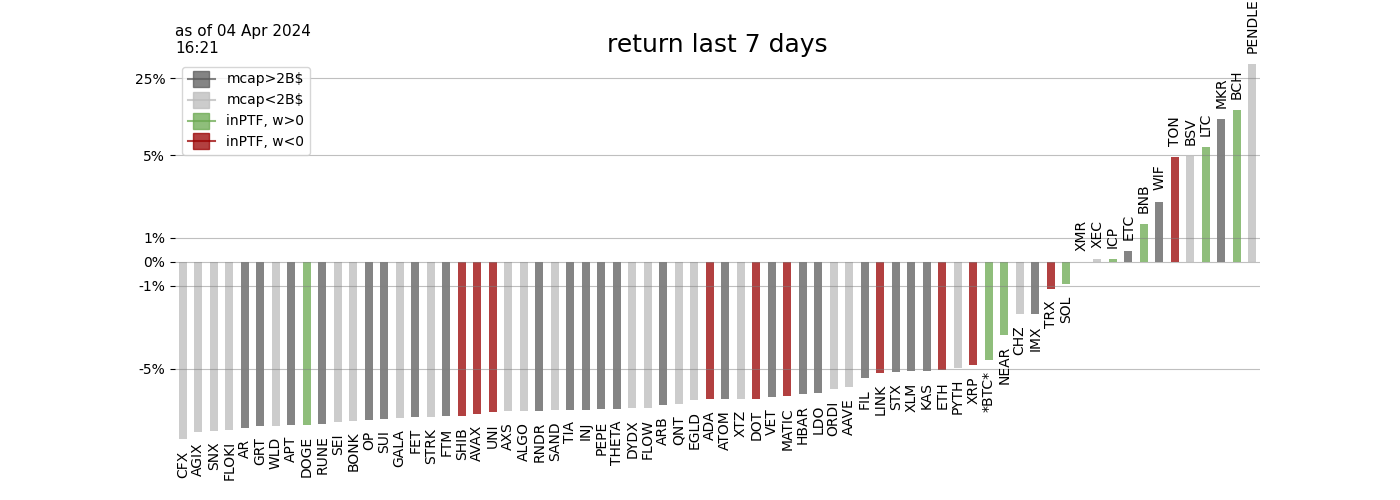 as of 04 Apr 2024
16:21
return last 7 days
mcap>2B$
mcap<2B$
inPTF, w>0
inPTF, w<0
25%
5%
1%
0%
-1%
-5%
CFX
AGIX
SNX
FLOKI
AR
GRT
WLD
APT
DOGE
RUNE
SEI
BONK
OP
SUI
GALA
FET
STRK
FTM
SHIB
AVAX
UNI
AXS
ALGO
RNDR
SAND
TIA
INJ
PEPE
THETA
DYDX
FLOW
ARB
QNT
EGLD
ADA
ATOM
XTZ
DOT
VET
MATIC
HBAR
LDO
ORDI
AAVE
FIL
LINK
STX
XLM
KAS
ETH
PYTH
XRP
*BTC*
NEAR
CHZ
IMX
TRX
SOL
XMR
XEC
ICP
ETC
BNB
WIF
TON
BSV
LTC
MKR
BCH
PENDLE